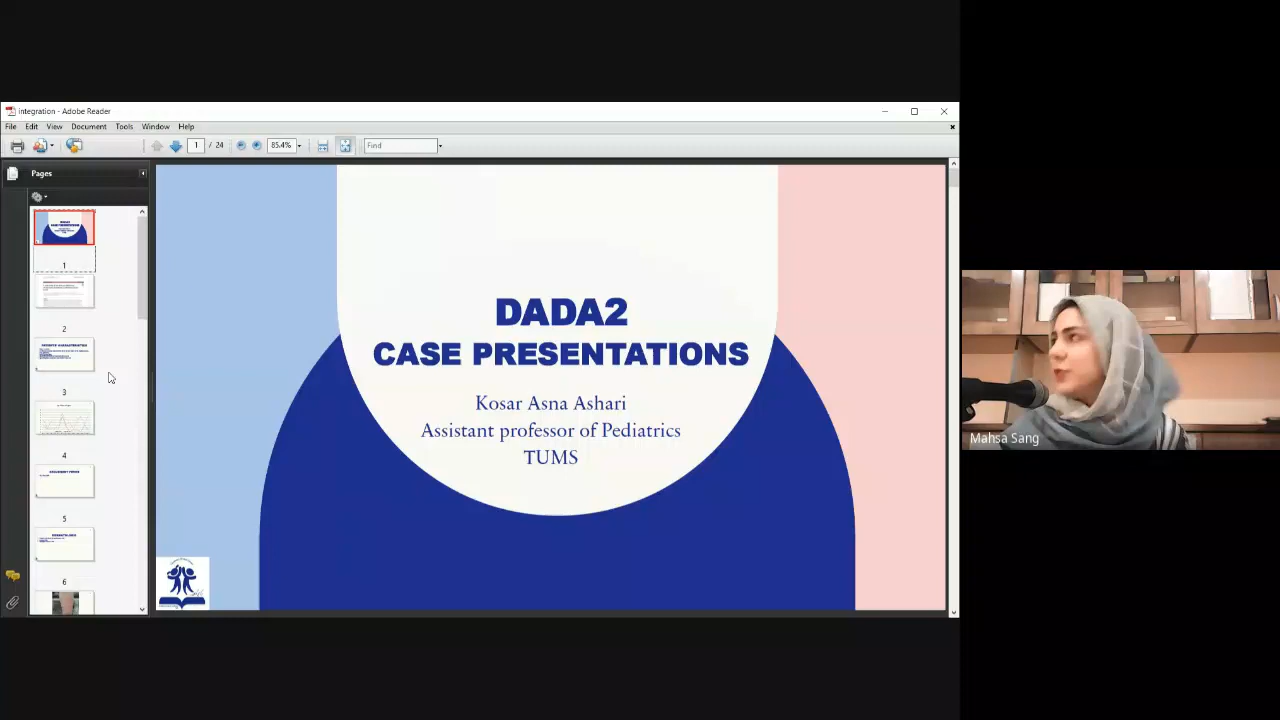 integration - Adobe Reader
File Edit View Document Tools Window Help
1 / 24 85.4% Find
Pages
DADA2
CASE PRESENTATIONS
Kosar Asna Ashari
Assistant professor of Pediatrics
TUMS
1
2
3
4
5
6
Mahsa Sang